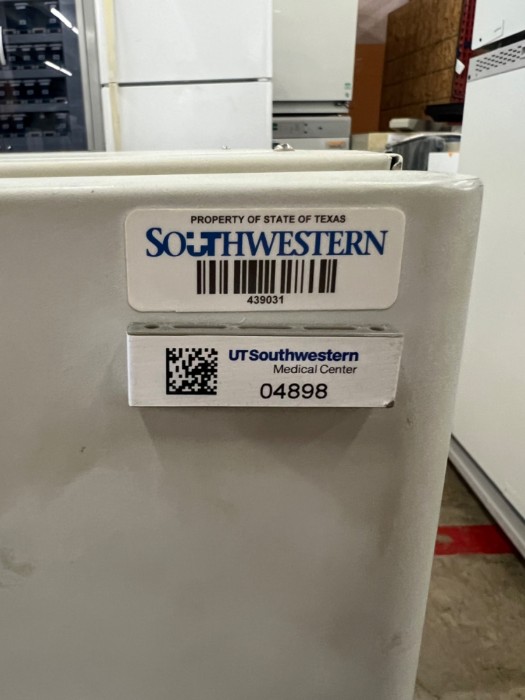 PROPERTY OF STATE OF TEXAS
SOUTHWESTERN
439031
UTSouthwestern
Medical Center
04898